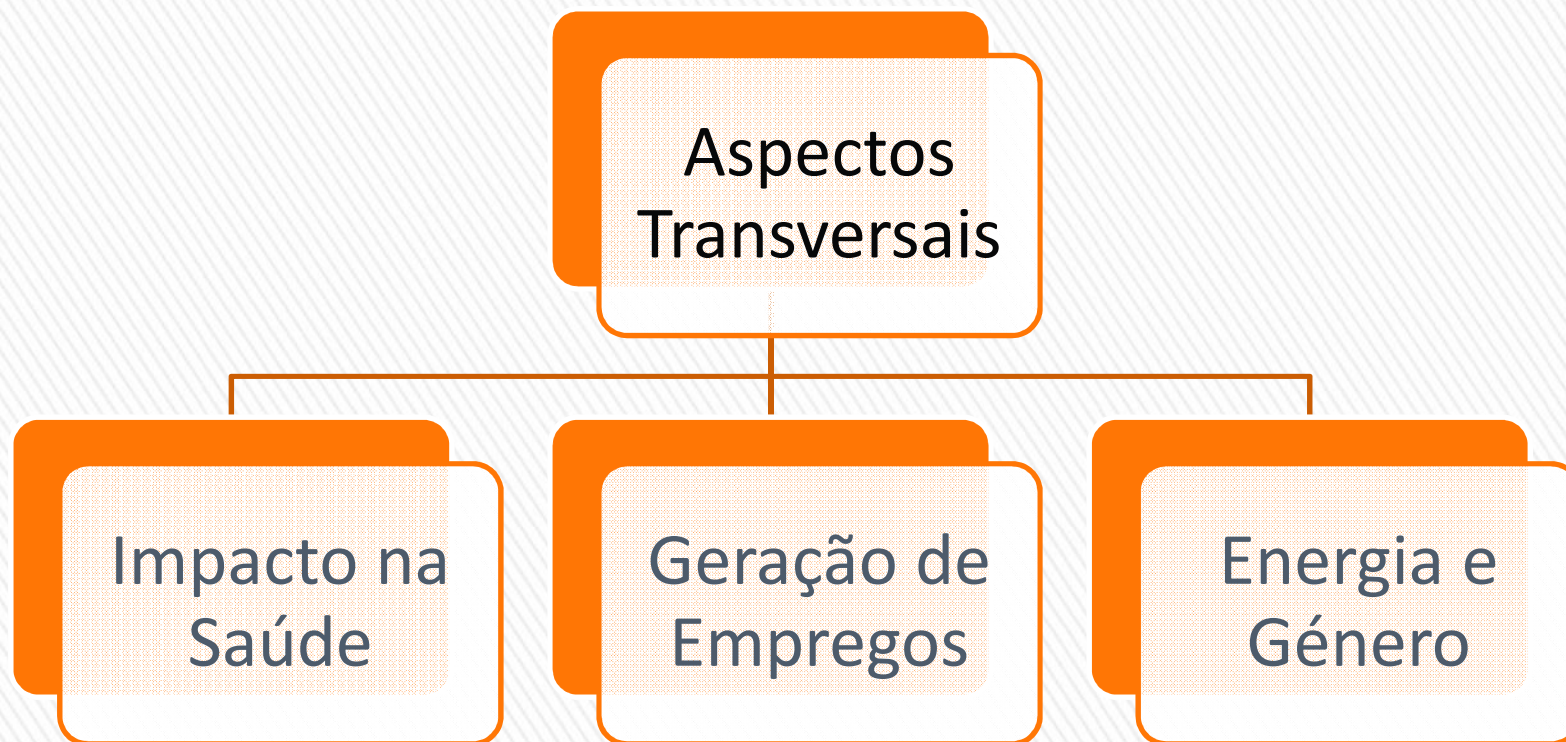 Aspectos
Transversais
Impacto na
Saúde
Geração de
Empregos
Energia e
Género